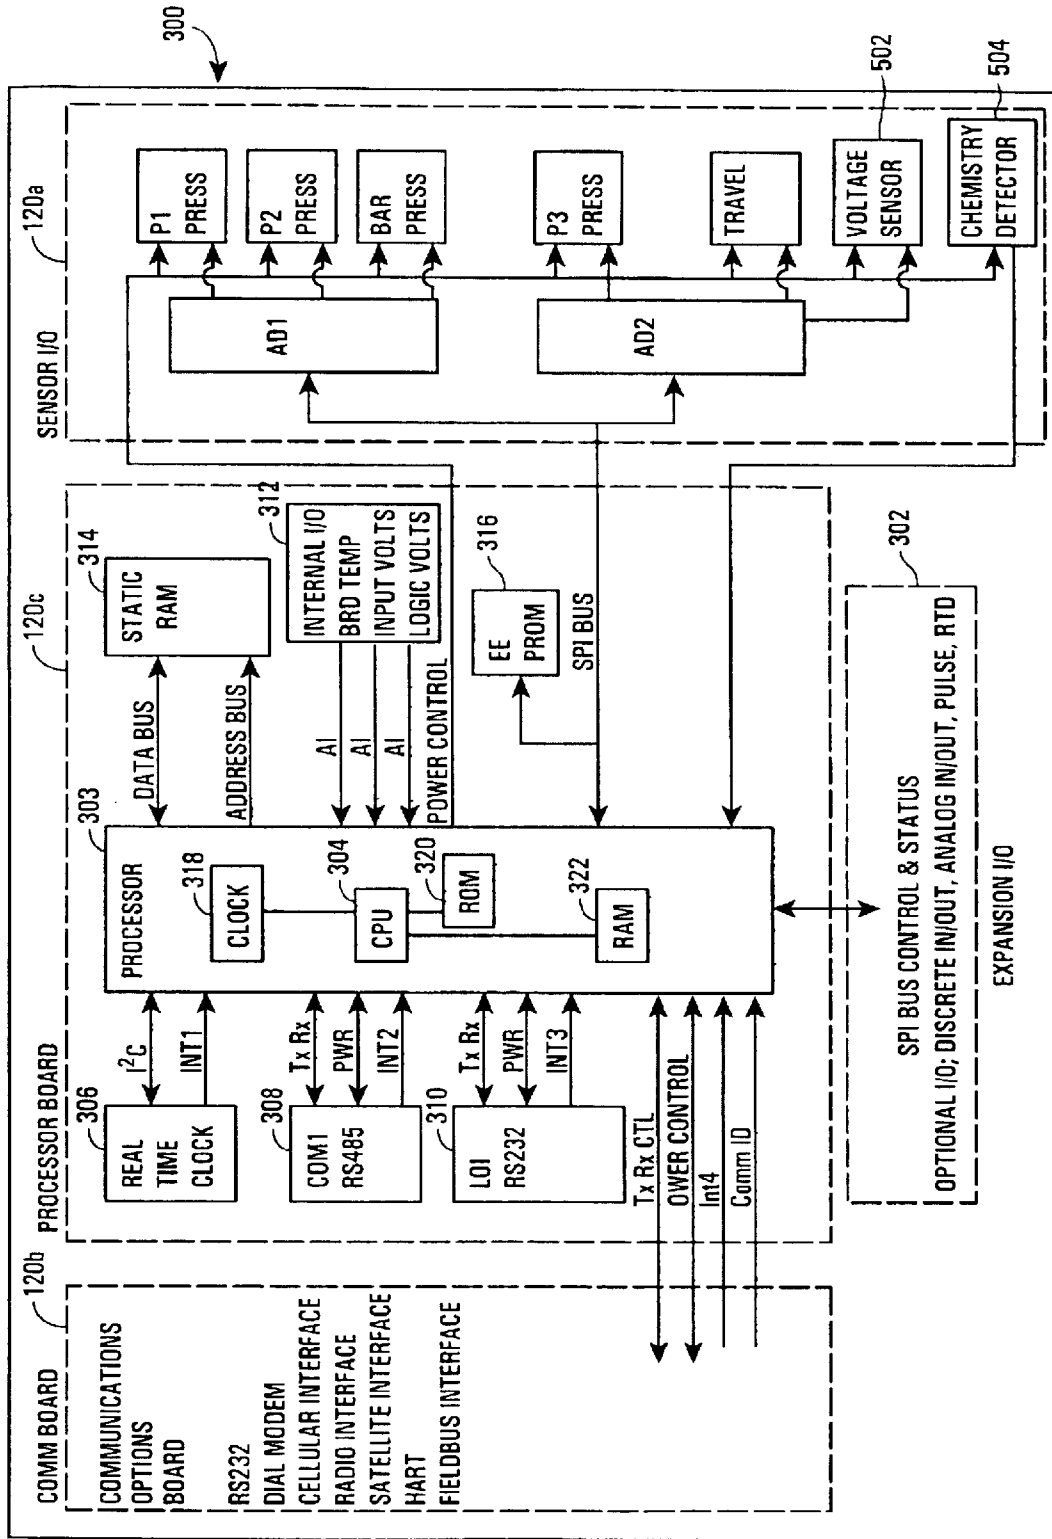 300
COMM BOARD
120b
COMMUNICATIONS
OPTIONS
BOARD
RS232
DIAL MODEM
CELLULAR INTERFACE
RADIO INTERFACE
SATELLITE INTERFACE
HART
FIELDBUS INTERFACE
PROCESSOR BOARD
120c
306
REAL
TIME
CLOCK
I²C
INT1
308
COM1
RS485
Tx Rx
PWR
INT2
310
LOI
RS232
Tx Rx
PWR
INT3
Tx Rx CTL
OWER CONTROL
Int4
Comm ID
303
PROCESSOR
318
CLOCK
304
CPU
320
ROM
322
RAM
DATA BUS
ADDRESS BUS
314
STATIC
RAM
312
INTERNAL I/O
BRD TEMP
INPUT VOLTS
LOGIC VOLTS
AI
AI
AI
POWER CONTROL
316
EE
PROM
SPI BUS
SENSOR I/O
120a
AD1
AD2
P1
PRESS
P2
PRESS
BAR
PRESS
P3
PRESS
TRAVEL
VOLTAGE
SENSOR
502
CHEMISTRY
DETECTOR
504
302
SPI BUS CONTROL & STATUS
OPTIONAL I/O; DISCRETE IN/OUT, ANALOG IN/OUT, PULSE, RTD
EXPANSION I/O